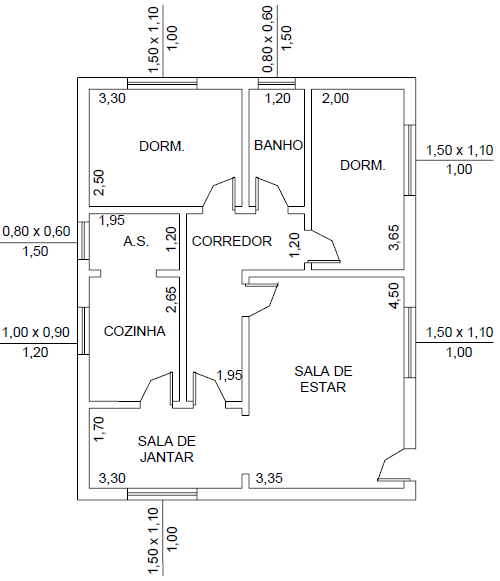 1,50 x 1,10
1,00
0,80 x 0,60
1,50
3,30
1,20
2,00
DORM.
BANHO
DORM.
1,50 x 1,10
1,00
2,50
1,95
A.S.
1,20
CORREDOR
1,20
3,65
0,80 x 0,60
1,50
2,65
4,50
1,00 x 0,90
1,20
COZINHA
1,50 x 1,10
1,00
1,95
SALA DE
ESTAR
1,70
SALA DE
JANTAR
3,30
3,35
1,50 x 1,10
1,00